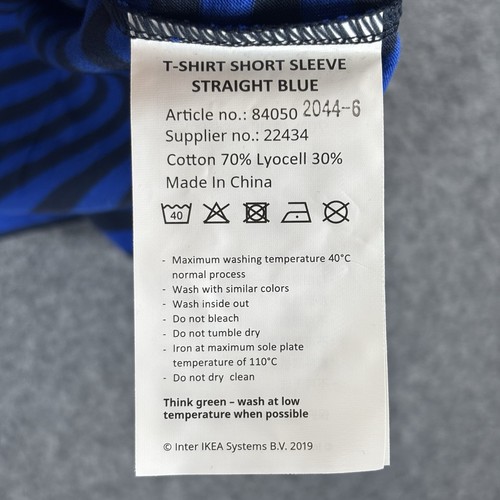 T-SHIRT SHORT SLEEVE
STRAIGHT BLUE
Article no.: 84050 2044-6
Supplier no.: 22434
Cotton 70% Lyocell 30%
Made In China
40
- Maximum washing temperature 40°C
normal process
- Wash with similar colors
- Wash inside out
- Do not bleach
- Do not tumble dry
- Iron at maximum sole plate
temperature of 110°C
- Do not dry clean
Think green – wash at low
temperature when possible
© Inter IKEA Systems B.V. 2019